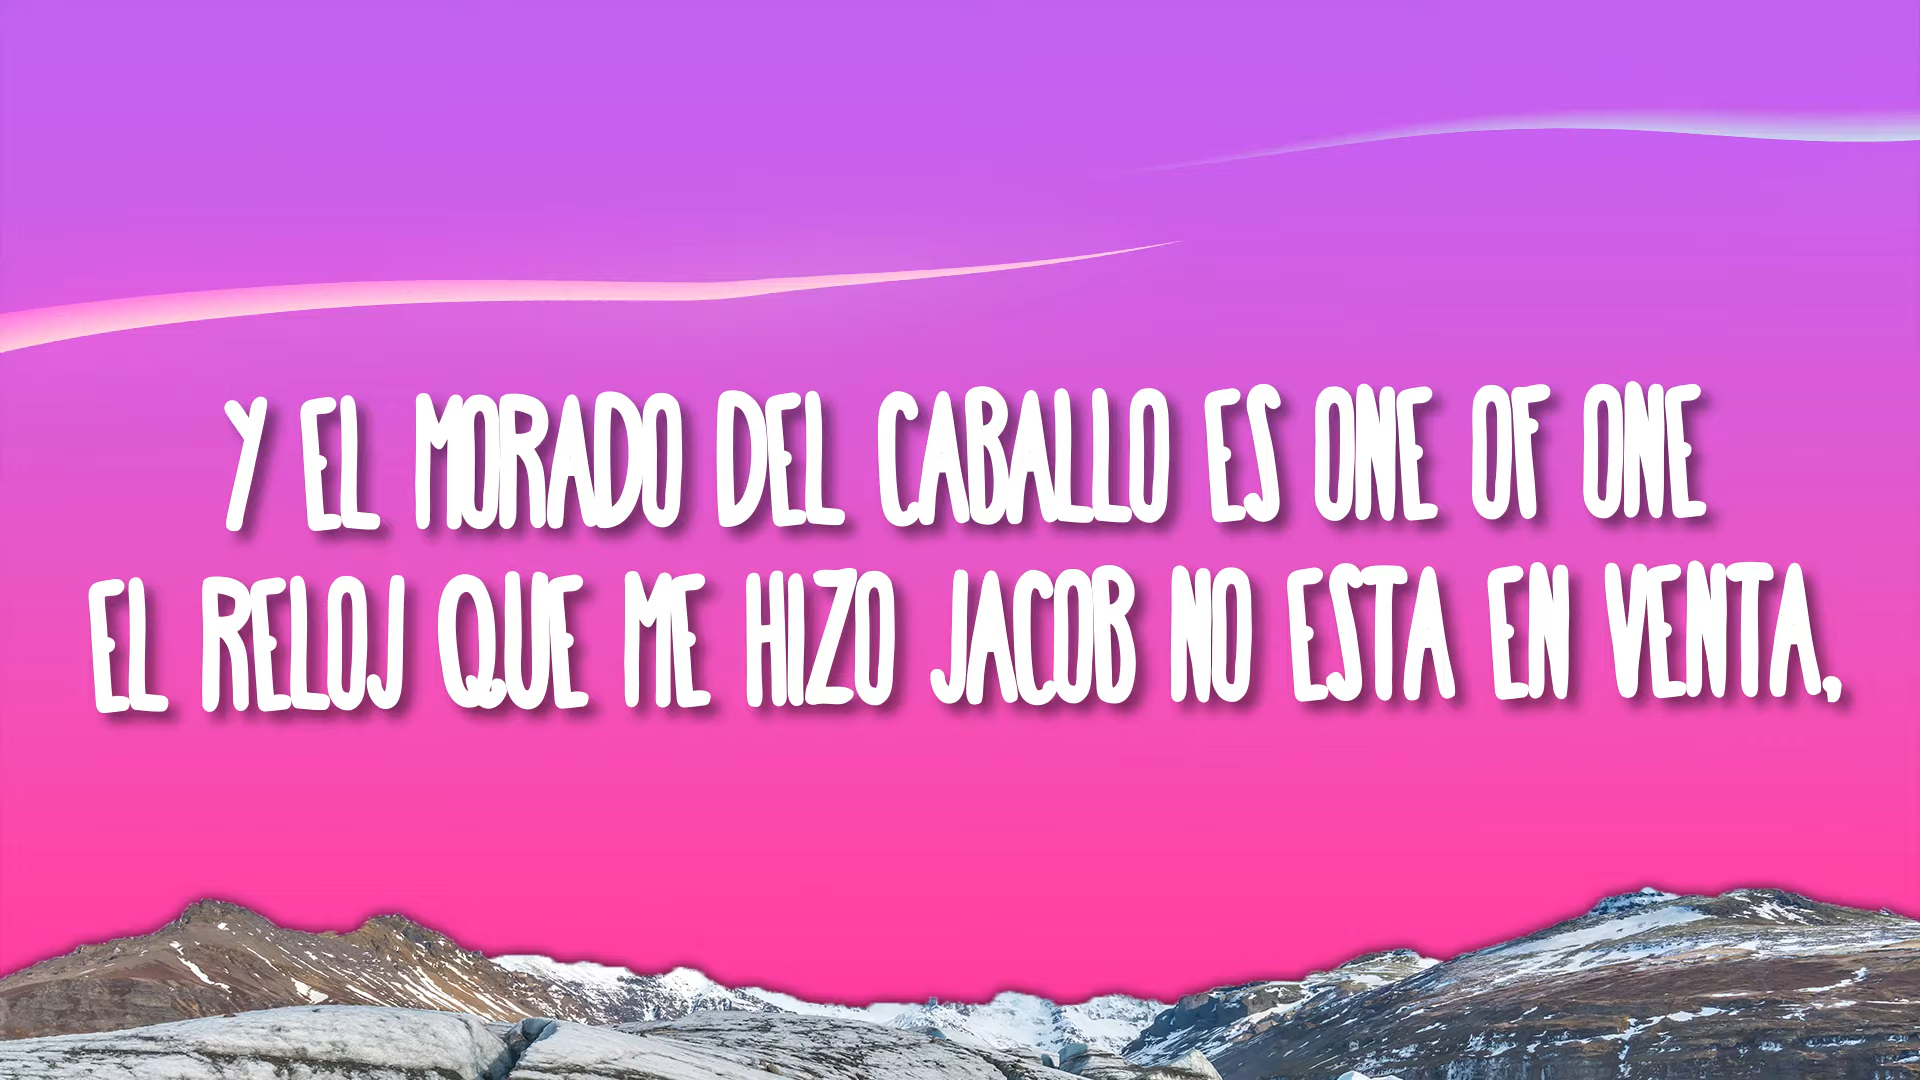 Y EL MORADO DEL CABALLO ES ONE OF ONE
EL RELOJ QUE ME HIZO JACOB NO ESTA EN VENTA,